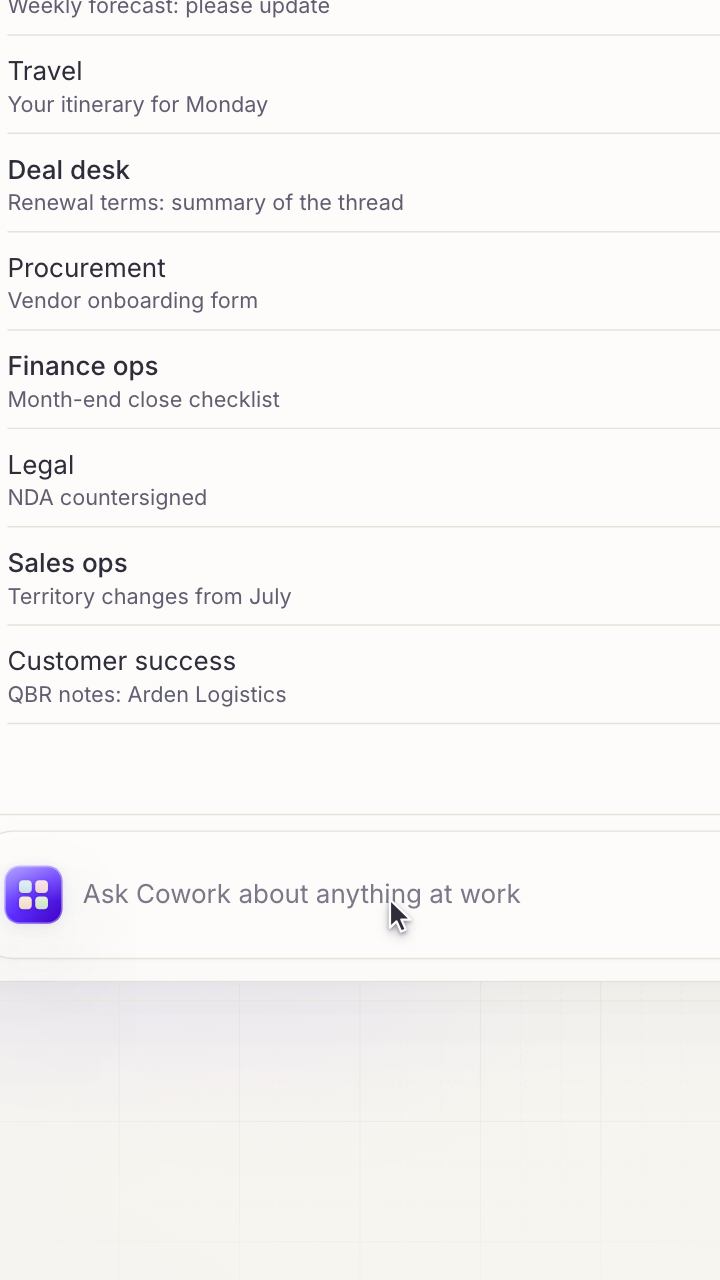 Weekly forecast: please update
Travel
Your itinerary for Monday
Deal desk
Renewal terms: summary of the thread
Procurement
Vendor onboarding form
Finance ops
Month-end close checklist
Legal
NDA countersigned
Sales ops
Territory changes from July
Customer success
QBR notes: Arden Logistics
Ask Cowork about anything at work